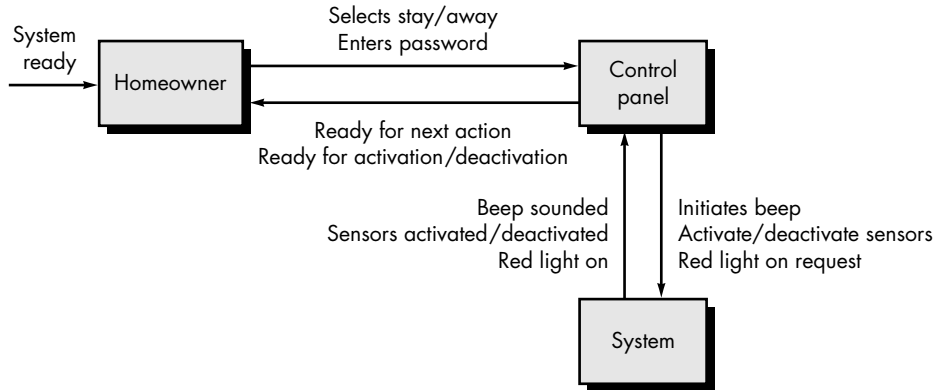 Selects stay/away
Enters password
System
ready
Homeowner
Control
panel
Ready for next action
Ready for activation/deactivation
Beep sounded
Sensors activated/deactivated
Red light on
Initiates beep
Activate/deactivate sensors
Red light on request
System